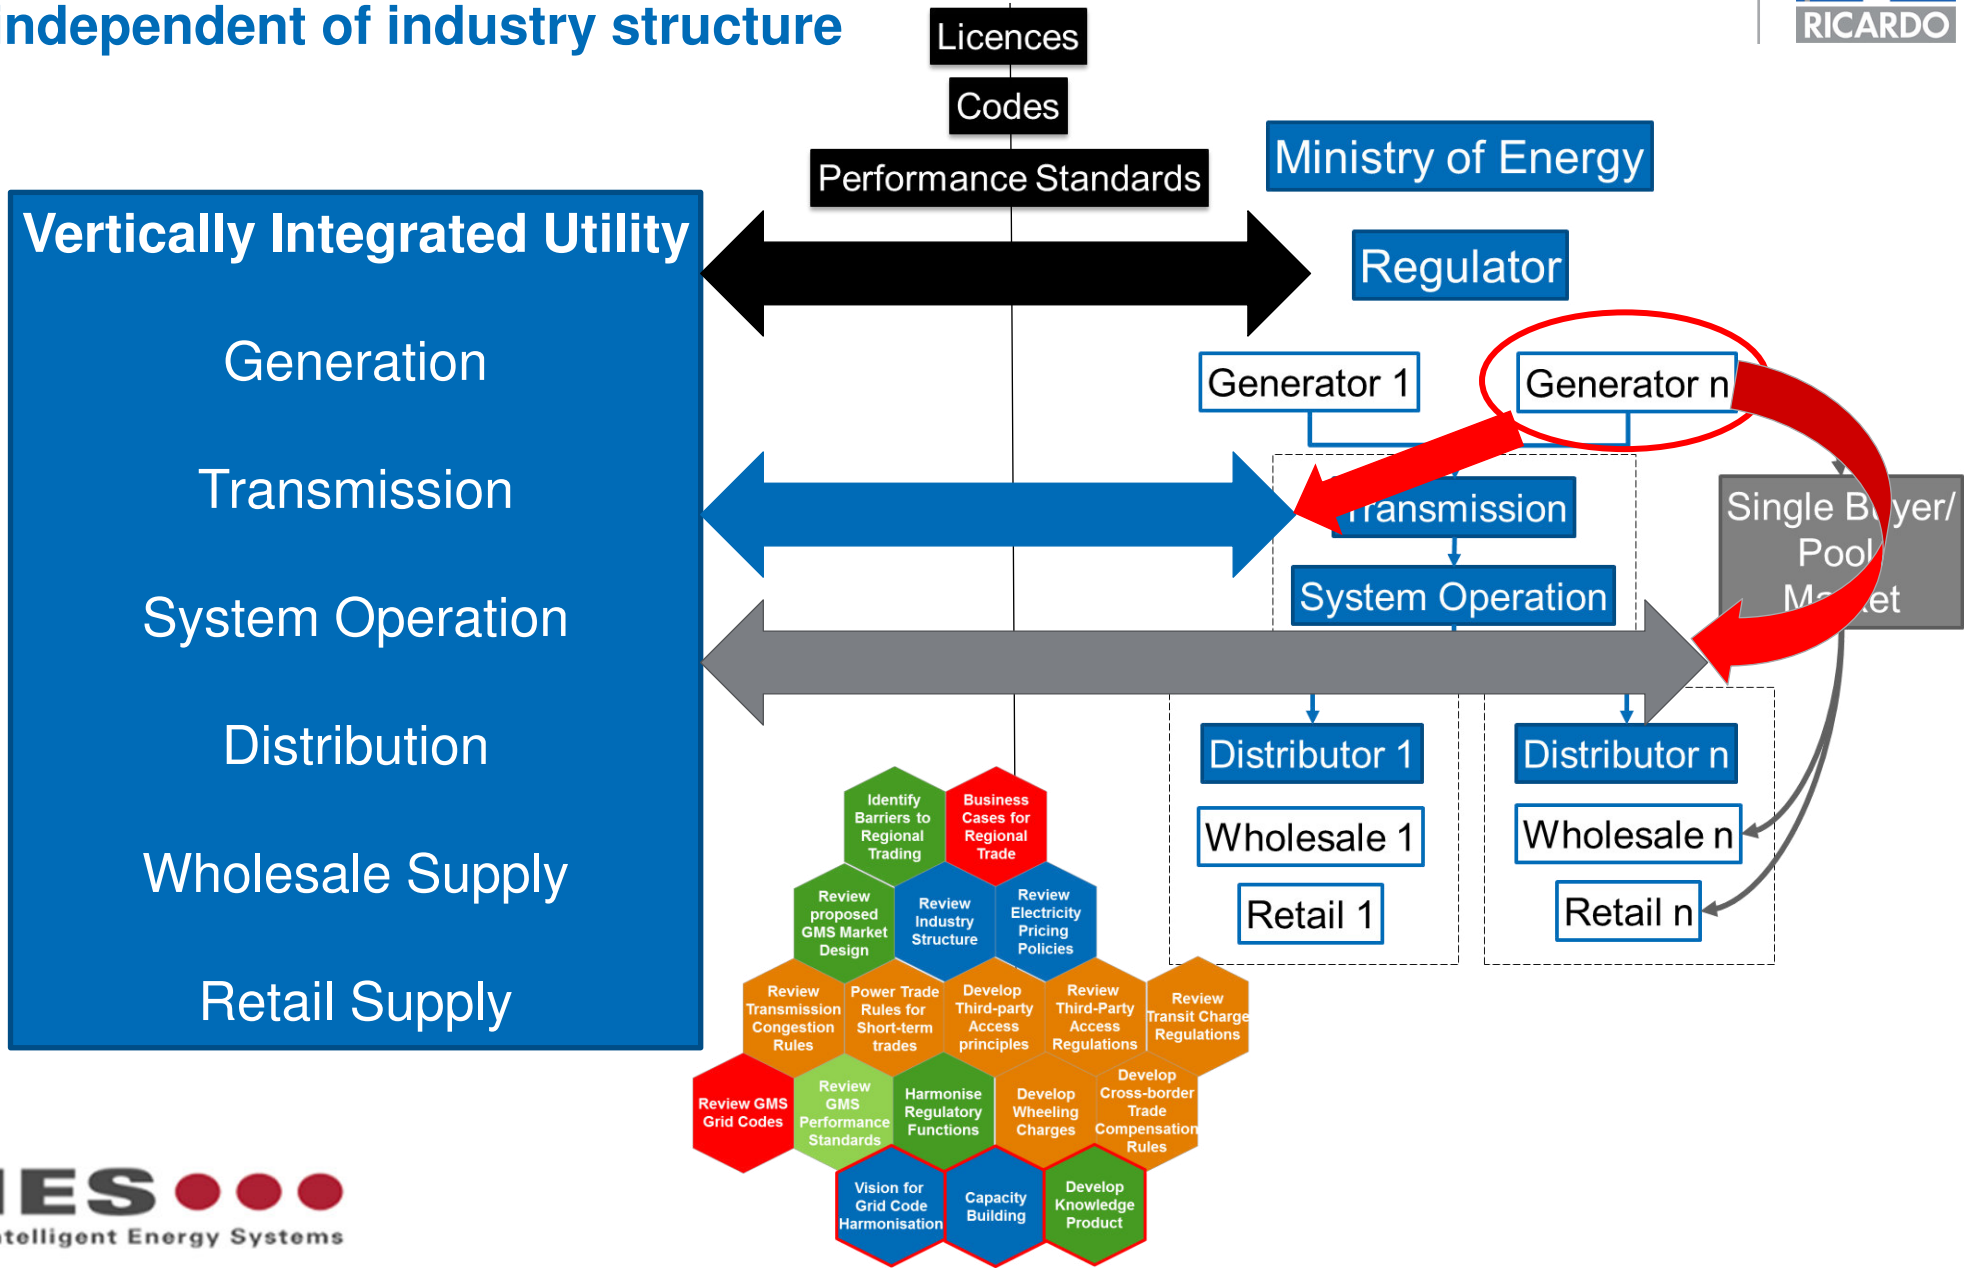 independent of industry structure
RICARDO
Licences
Codes
Performance Standards
Ministry of Energy
Regulator
Vertically Integrated Utility
Generation
Transmission
System Operation
Distribution
Wholesale Supply
Retail Supply
Generator 1
Generator n
Transmission
System Operation
Single Buyer/
Pool
Market
Distributor 1
Distributor n
Wholesale 1
Wholesale n
Retail 1
Retail n
Identify
Barriers to
Regional
Trading
Business
Cases for
Regional
Trade
Review
proposed
GMS Market
Design
Review
Industry
Structure
Review
Electricity
Pricing
Policies
Review
Transmission
Congestion
Rules
Power Trade
Rules for
Short-term
trades
Develop
Third-party
Access
principles
Review
Third-Party
Access
Regulations
Review
Transit Charge
Regulations
Review GMS
Grid Codes
Review
GMS
Performance
Standards
Harmonise
Regulatory
Functions
Develop
Wheeling
Charges
Develop
Cross-border
Trade
Compensation
Rules
Vision for
Grid Code
Harmonisation
Capacity
Building
Develop
Knowledge
Product
IES
Intelligent Energy Systems